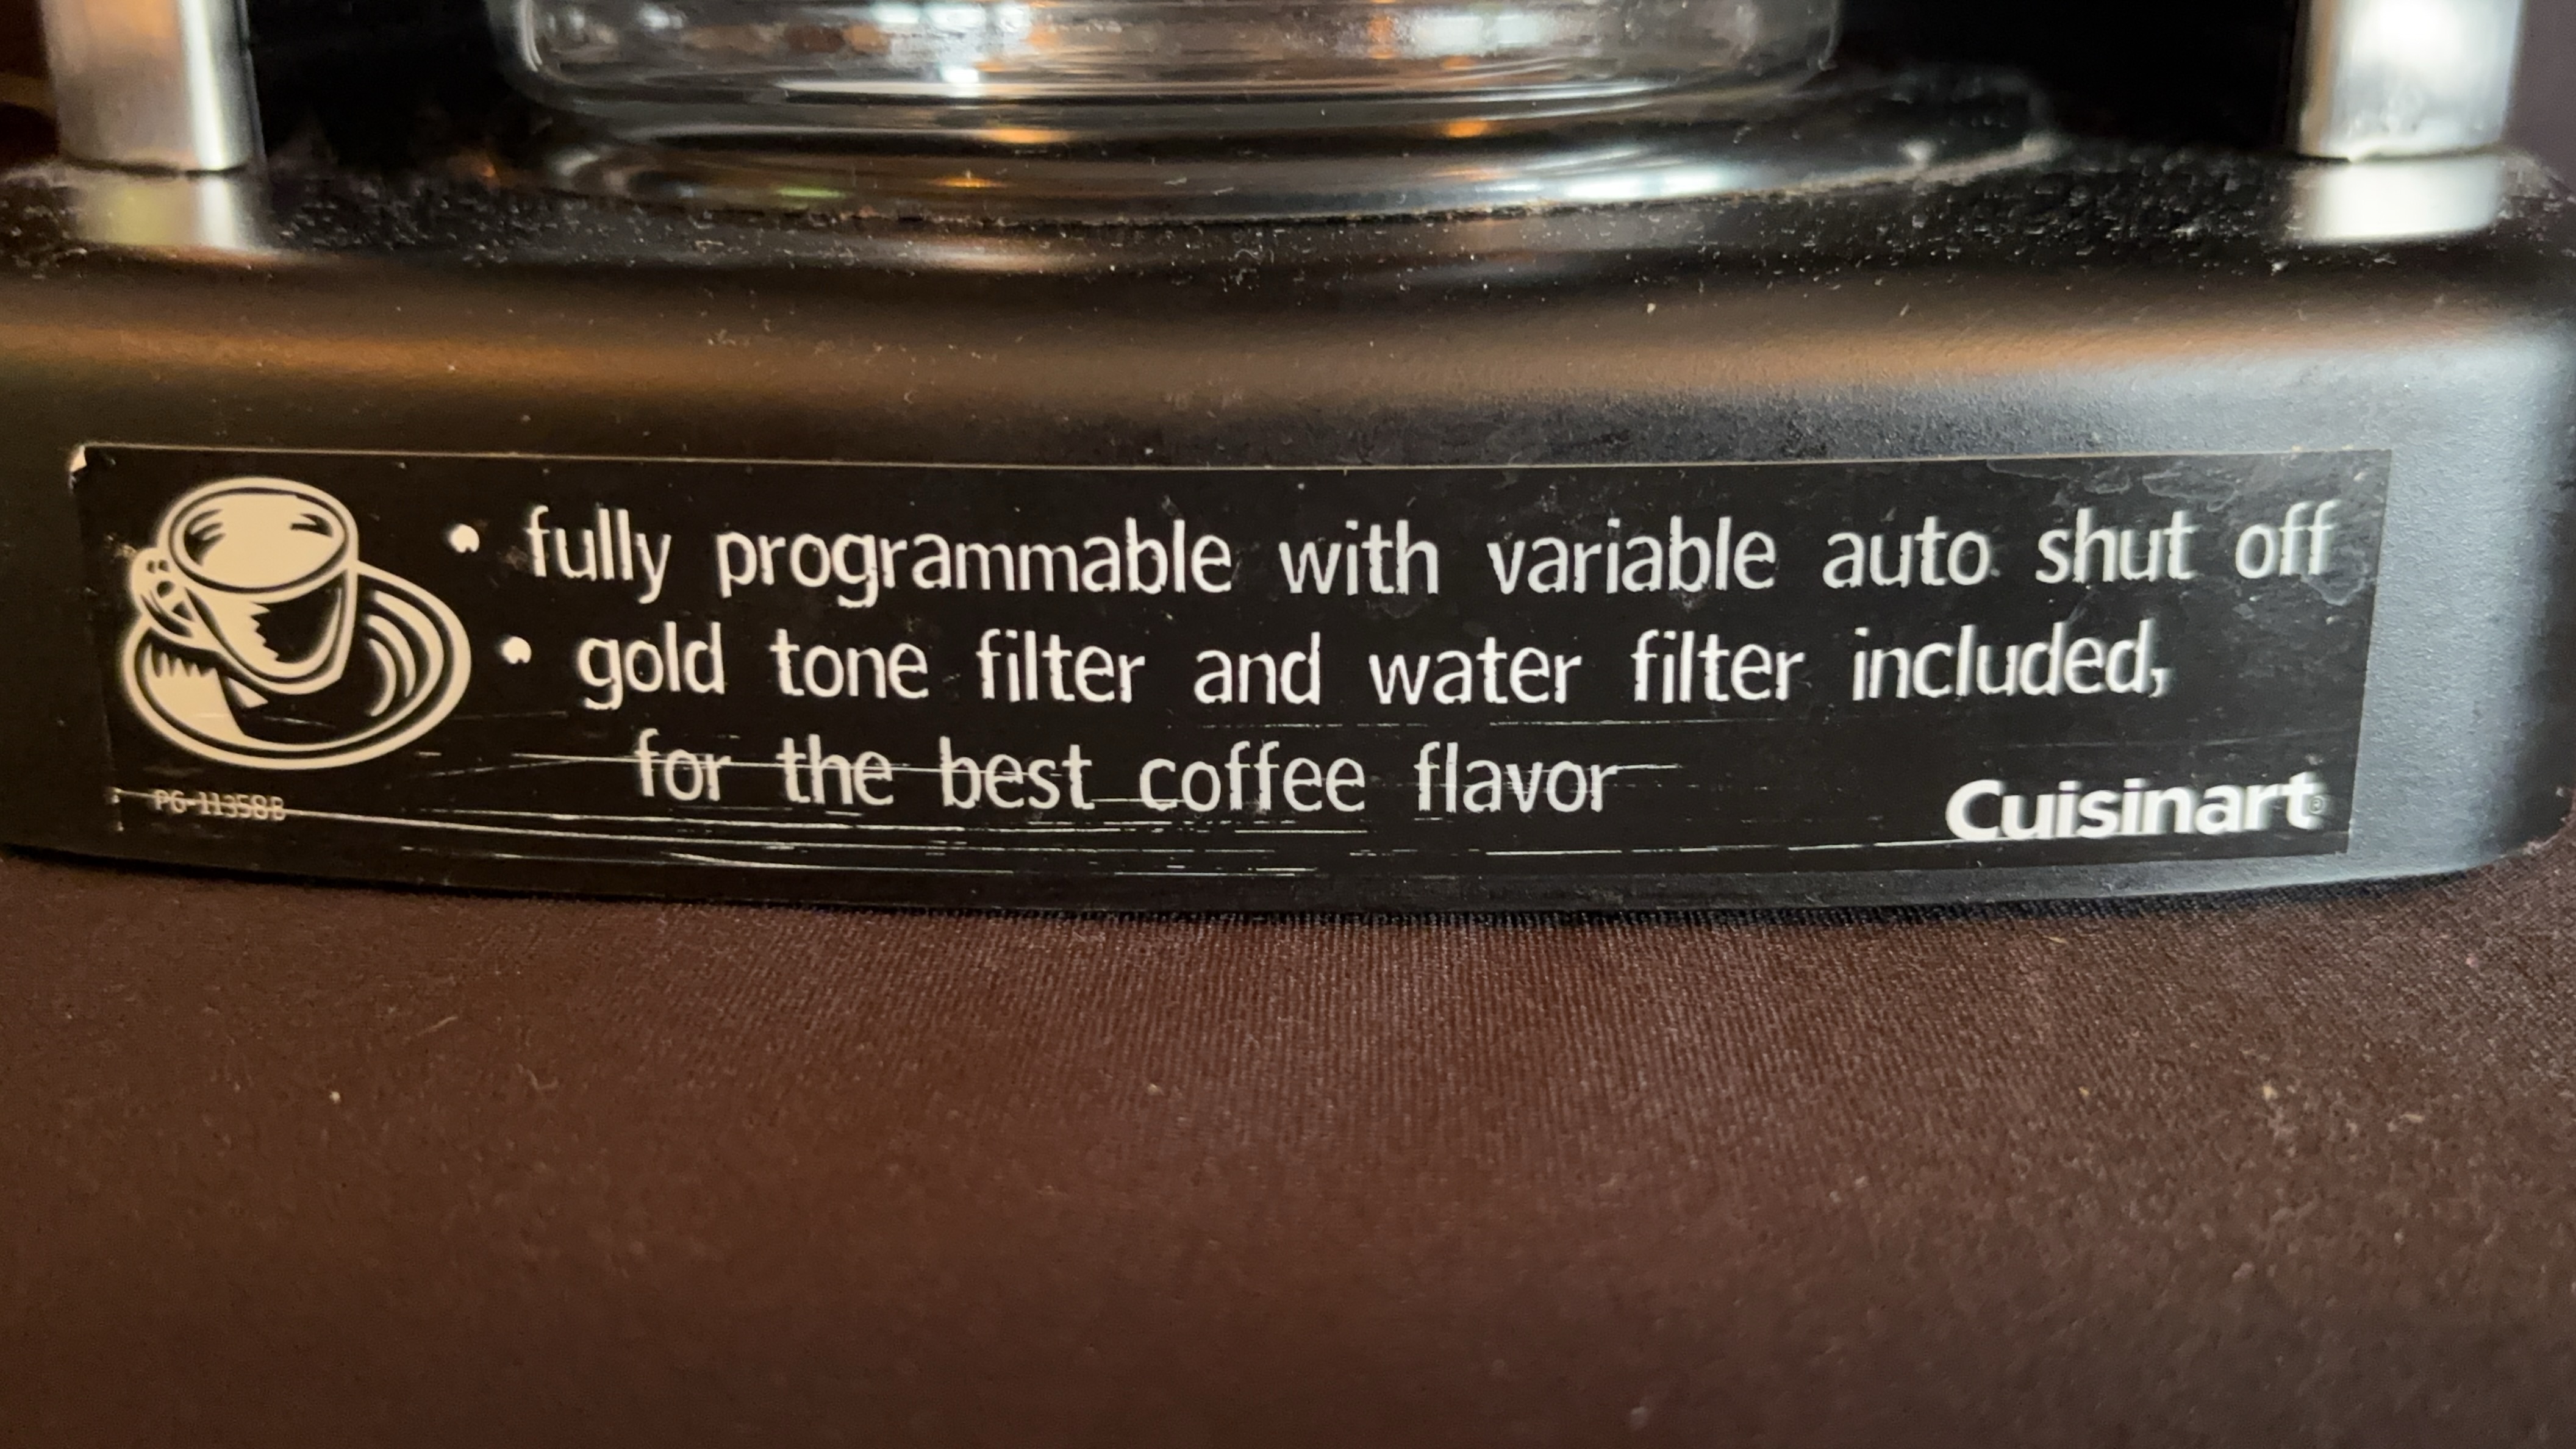 • fully programmable with variable auto shut off
• gold tone filter and water filter included,
for the best coffee flavor
PG-11358B
Cuisinart®